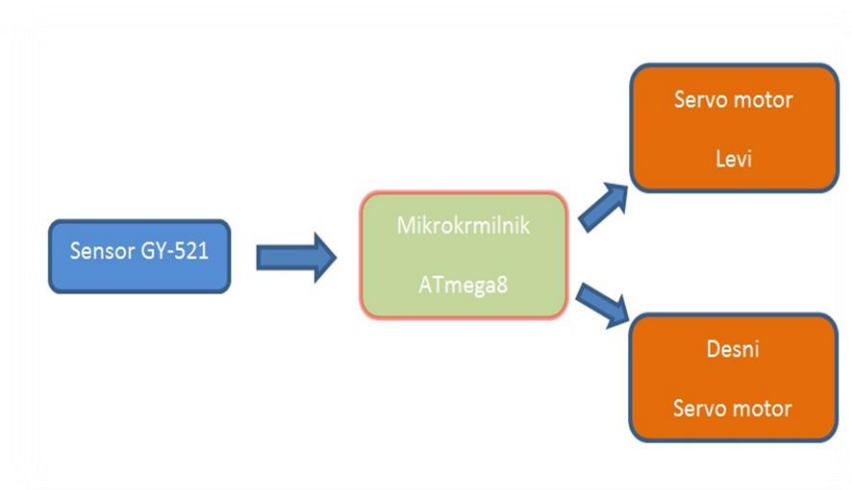 Servo motor
Levi
Sensor GY-521
Mikrokrmilnik
ATmega8
Desni
Servo motor